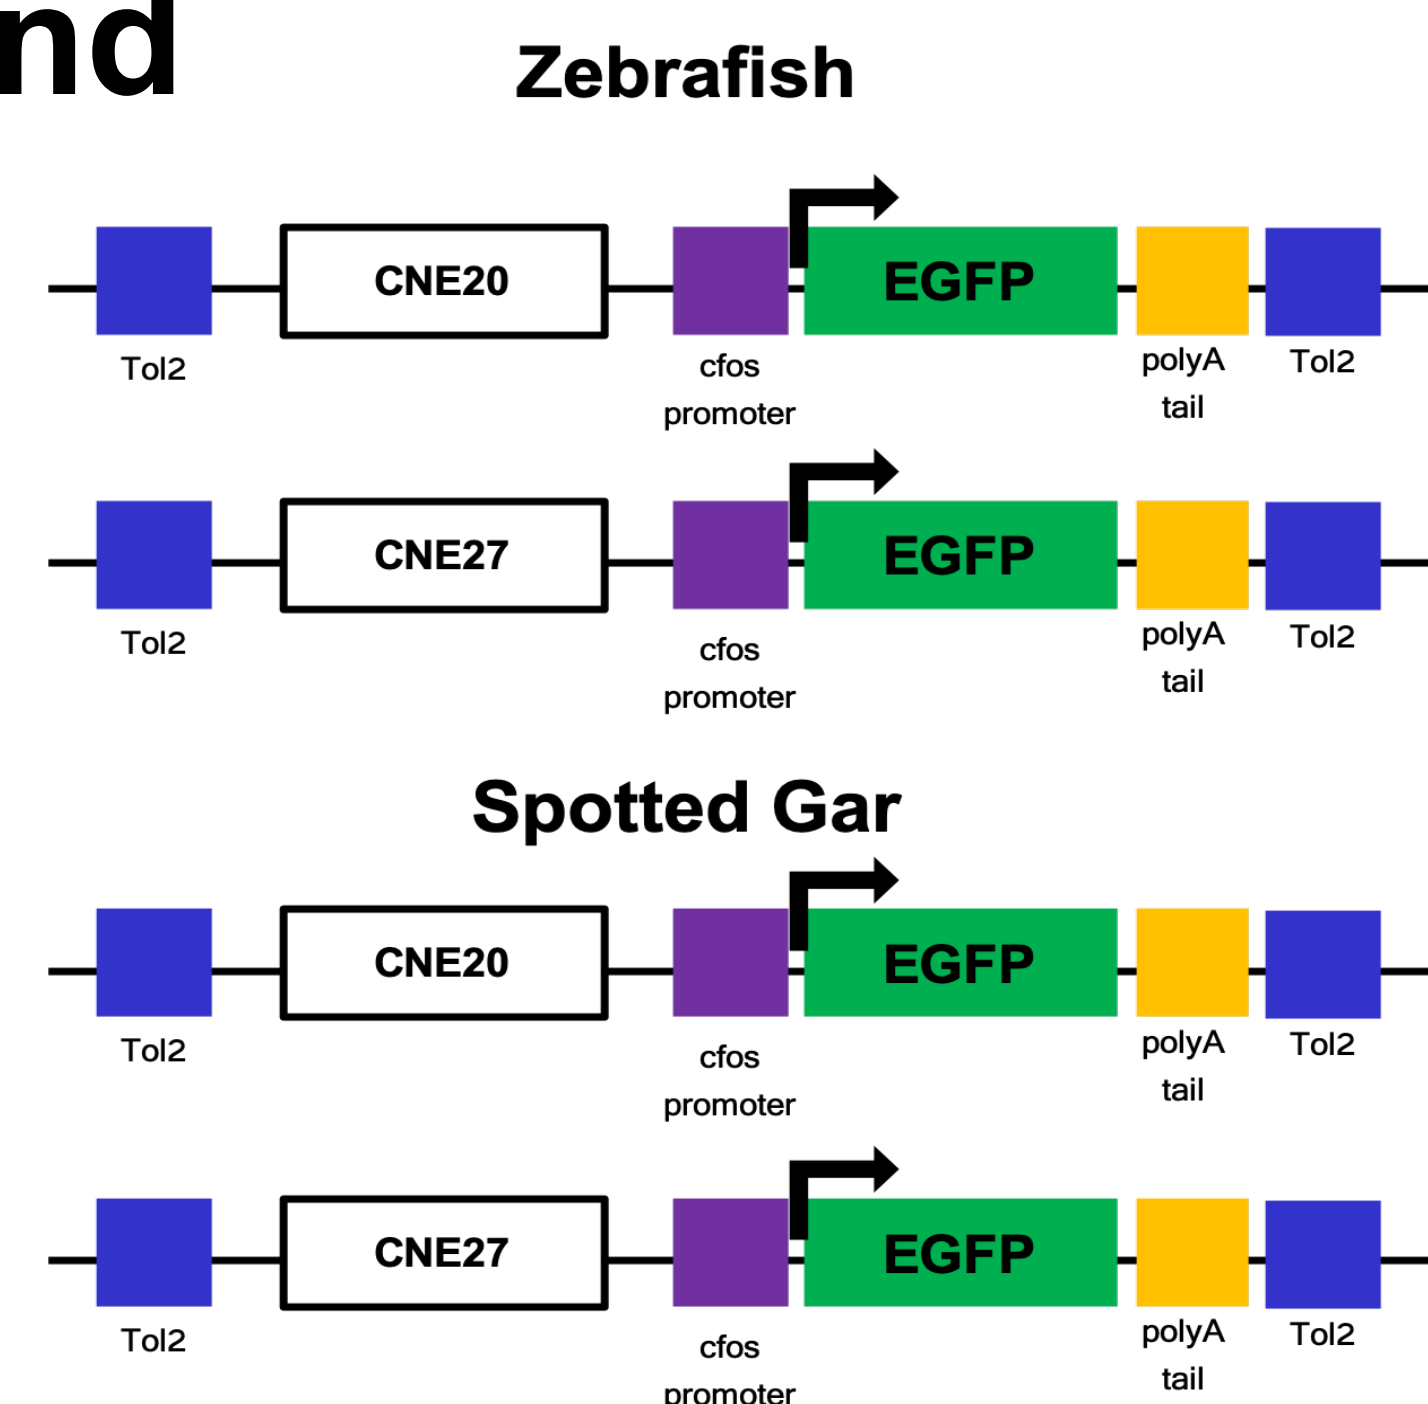 nd
Zebrafish
CNE20
EGFP
Tol2
cfos
promoter
polyA
tail
Tol2
CNE27
EGFP
Tol2
cfos
promoter
polyA
tail
Tol2
Spotted Gar
CNE20
EGFP
Tol2
cfos
promoter
polyA
tail
Tol2
CNE27
EGFP
Tol2
cfos
promoter
polyA
tail
Tol2